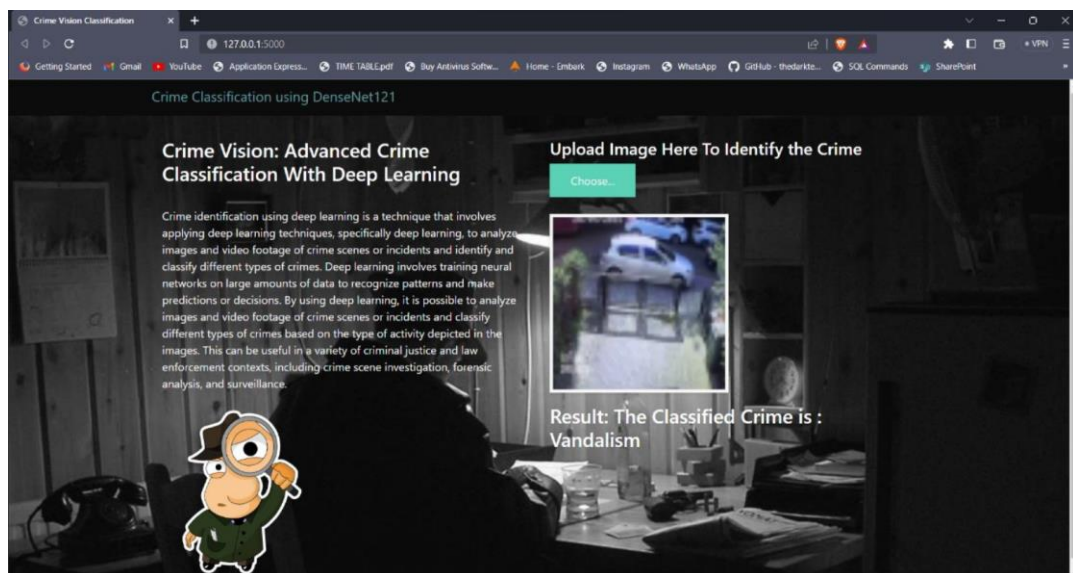 Crime Vision Classification
127.0.0.1:5000
VPN
Getting Started
Gmail
YouTube
Application Express...
TIME TABLE.pdf
Buy Antivirus Softw...
Home - Embark
Instagram
WhatsApp
GitHub - thedarkte...
SQL Commands
SharePoint
Crime Classification using DenseNet121
Crime Vision: Advanced Crime
Classification With Deep Learning
Crime identification using deep learning is a technique that involves
applying deep learning techniques, specifically deep learning, to analyze
images and video footage of crime scenes or incidents and identify and
classify different types of crimes. Deep learning involves training neural
networks on large amounts of data to recognize patterns and make
predictions or decisions. By using deep learning, it is possible to analyze
images and video footage of crime scenes or incidents and classify
different types of crimes based on the type of activity depicted in the
images. This can be useful in a variety of criminal justice and law
enforcement contexts, including crime scene investigation, forensic
analysis, and surveillance.
Upload Image Here To Identify the Crime
Choose...
Result: The Classified Crime is :
Vandalism